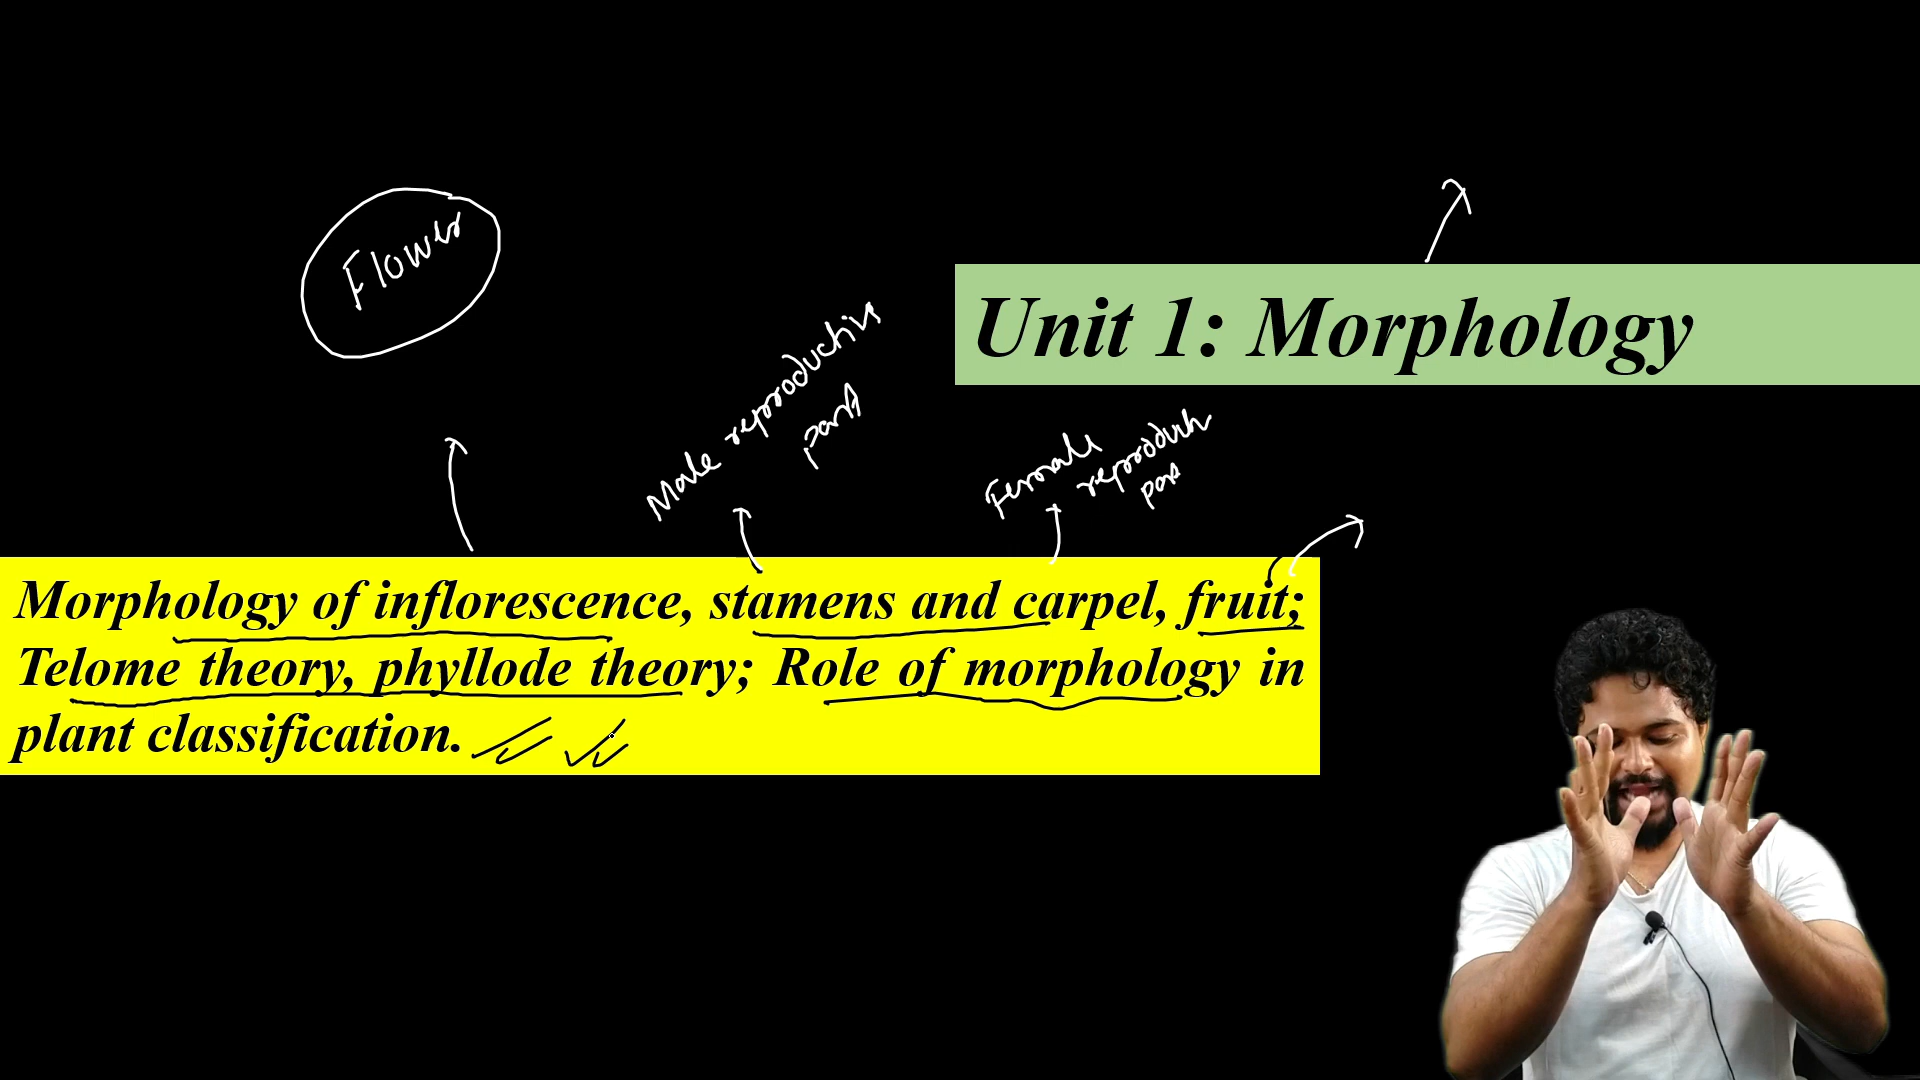 Flower
Unit 1: Morphology
Male reproductive
part
Female
reproduch
part
Morphology of inflorescence, stamens and carpel, fruit;
Telome theory, phyllode theory; Role of morphology in
plant classification.